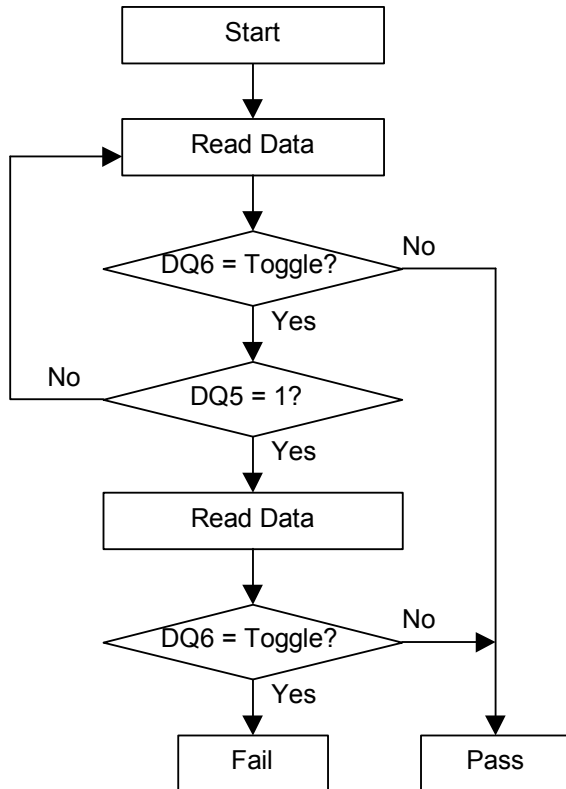 Start
Read Data
DQ6 = Toggle?
No
Yes
No
DQ5 = 1?
Yes
Read Data
DQ6 = Toggle?
No
Yes
Fail
Pass